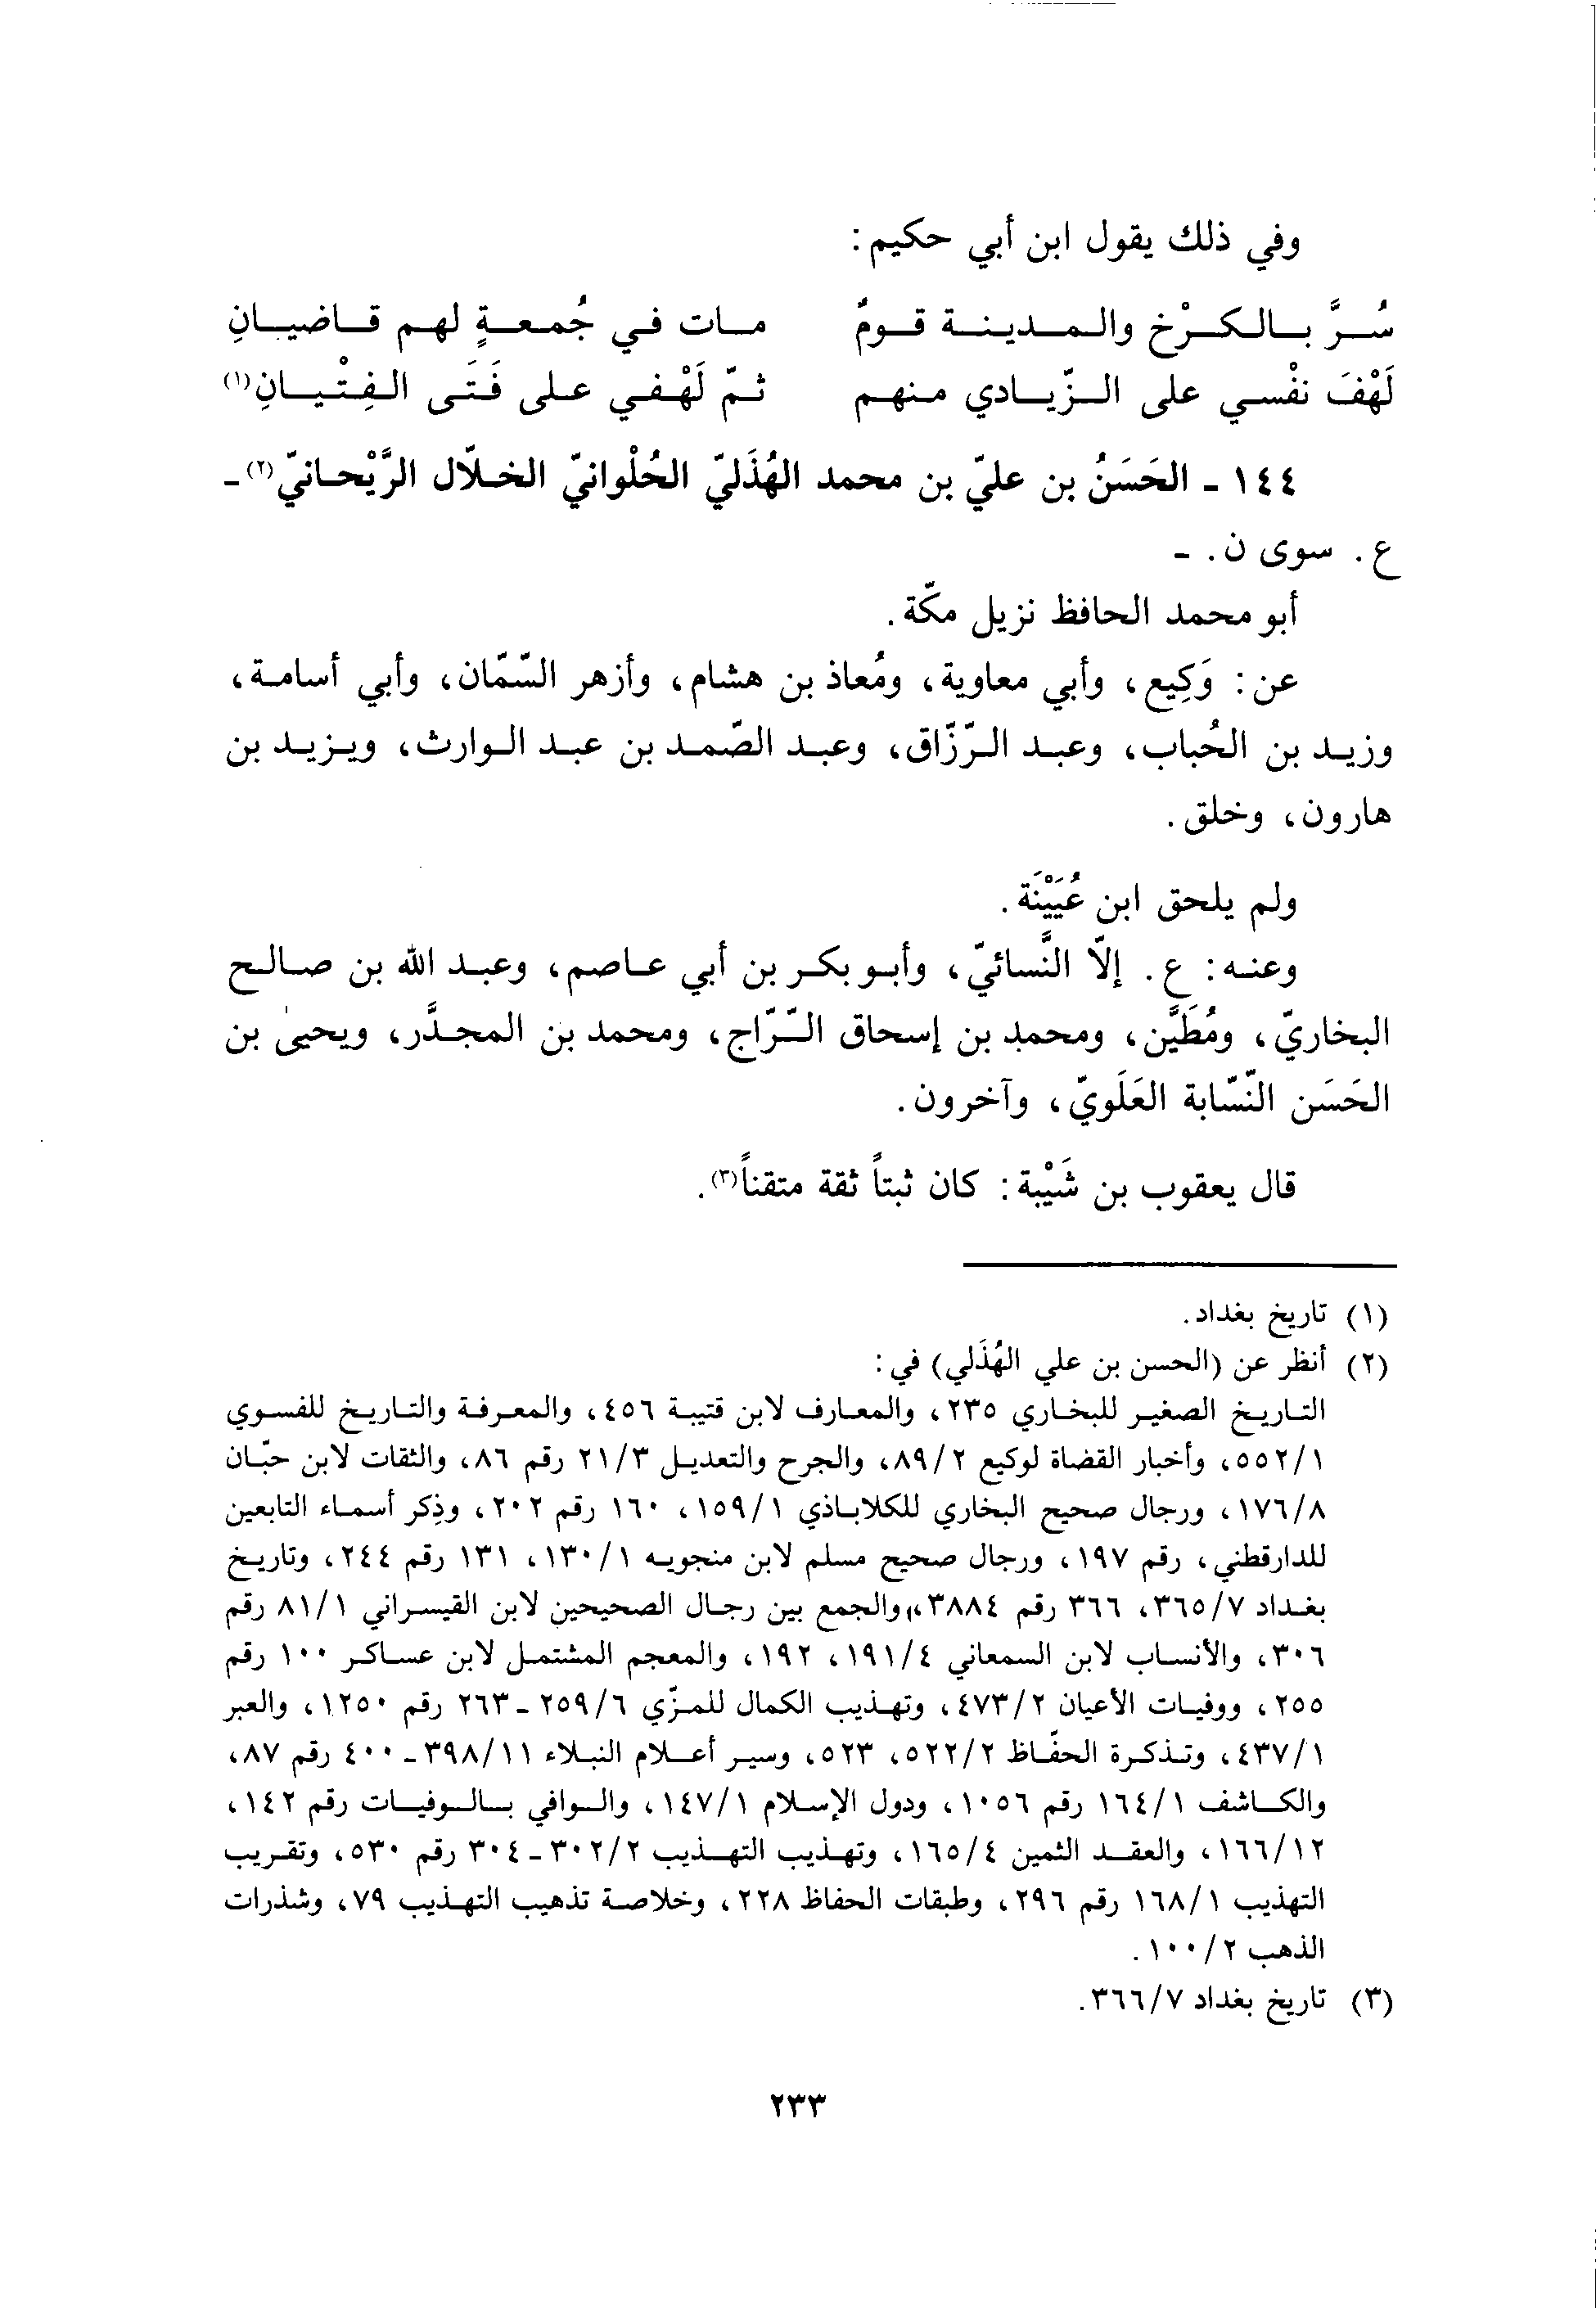 وفي ذلك يقول ابن أبي حكيم:
سُرَّ بالكرْخ والمدينة قومٌ    مات في جُمعةٍ لهم قاضيانِ
لَهْفَ نفْسي على الزّيادي منهم    ثمّ لَهْفي على فَتَى الفِتْيانِ(١)
١٤٤ - الحَسَنُ بن عليّ بن محمد الهُذَليّ الحُلْوانيّ الخلّال الرَّيْحانيّ(٢) -
ع. سوى ن. -
أبو محمد الحافظ نزيل مكّة.
عن: وَكِيع، وأبي معاوية، ومُعاذ بن هشام، وأزهر السّمّان، وأبي أسامة،
وزيد بن الحُباب، وعبد الرّزّاق، وعبد الصّمد بن عبد الوارث، ويزيد بن
هارون، وخلق.
ولم يلحق ابن عُيَيْنَة.
وعنه: ع. إلّا النَّسائيّ، وأبو بكر بن أبي عاصم، وعبد الله بن صالح
البخاريّ، ومُطَيَّن، ومحمد بن إسحاق السّرّاج، ومحمد بن المجدَّر، ويحيىٰ بن
الحَسَن النّسّابة العَلَويّ، وآخرون.
قال يعقوب بن شَيْبة: كان ثبتاً ثقة متقناً(٣).
(١) تاريخ بغداد.
(٢) أنظر عن (الحسن بن علي الهُذَلي) في:
التاريخ الصغير للبخاري ٢٣٥، والمعارف لابن قتيبة ٤٥٦، والمعرفة والتاريخ للفسوي
٥٥٢/١، وأخبار القضاة لوكيع ٨٩/٢، والجرح والتعديل ٢١/٣ رقم ٨٦، والثقات لابن حبّان
١٧٦/٨، ورجال صحيح البخاري للكلاباذي ١٥٩/١، ١٦٠ رقم ٢٠٢، وذِكر أسماء التابعين
للدارقطني، رقم ١٩٧، ورجال صحيح مسلم لابن منجويه ١٣٠/١، ١٣١ رقم ٢٤٤، وتاريخ
بغداد ٣٦٥/٧، ٣٦٦ رقم ٣٨٨٤، والجمع بين رجال الصحيحين لابن القيسراني ٨١/١ رقم
٣٠٦، والأنساب لابن السمعاني ١٩١/٤، ١٩٢، والمعجم المشتمل لابن عساكر ١٠٠ رقم
٢٥٥، ووفيات الأعيان ٤٧٣/٢، وتهذيب الكمال للمزّي ٢٥٩/٦ - ٢٦٣ رقم ١٢٥٠، والعبر
٤٣٧/١، وتذكرة الحفّاظ ٥٢٢/٢، ٥٢٣، وسير أعلام النبلاء ٣٩٨/١١ - ٤٠٠ رقم ٨٧،
والكاشف ١٦٤/١ رقم ١٠٥٦، ودول الإسلام ١٤٧/١، والوافي بالوفيات رقم ١٤٢،
١٦٦/١٢، والعقد الثمين ١٦٥/٤، وتهذيب التهذيب ٣٠٢/٢ - ٣٠٤ رقم ٥٣٠، وتقريب
التهذيب ١٦٨/١ رقم ٢٩٦، وطبقات الحفاظ ٢٢٨، وخلاصة تذهيب التهذيب ٧٩، وشذرات
الذهب ١٠٠/٢.
(٣) تاريخ بغداد ٣٦٦/٧.
٢٣٣